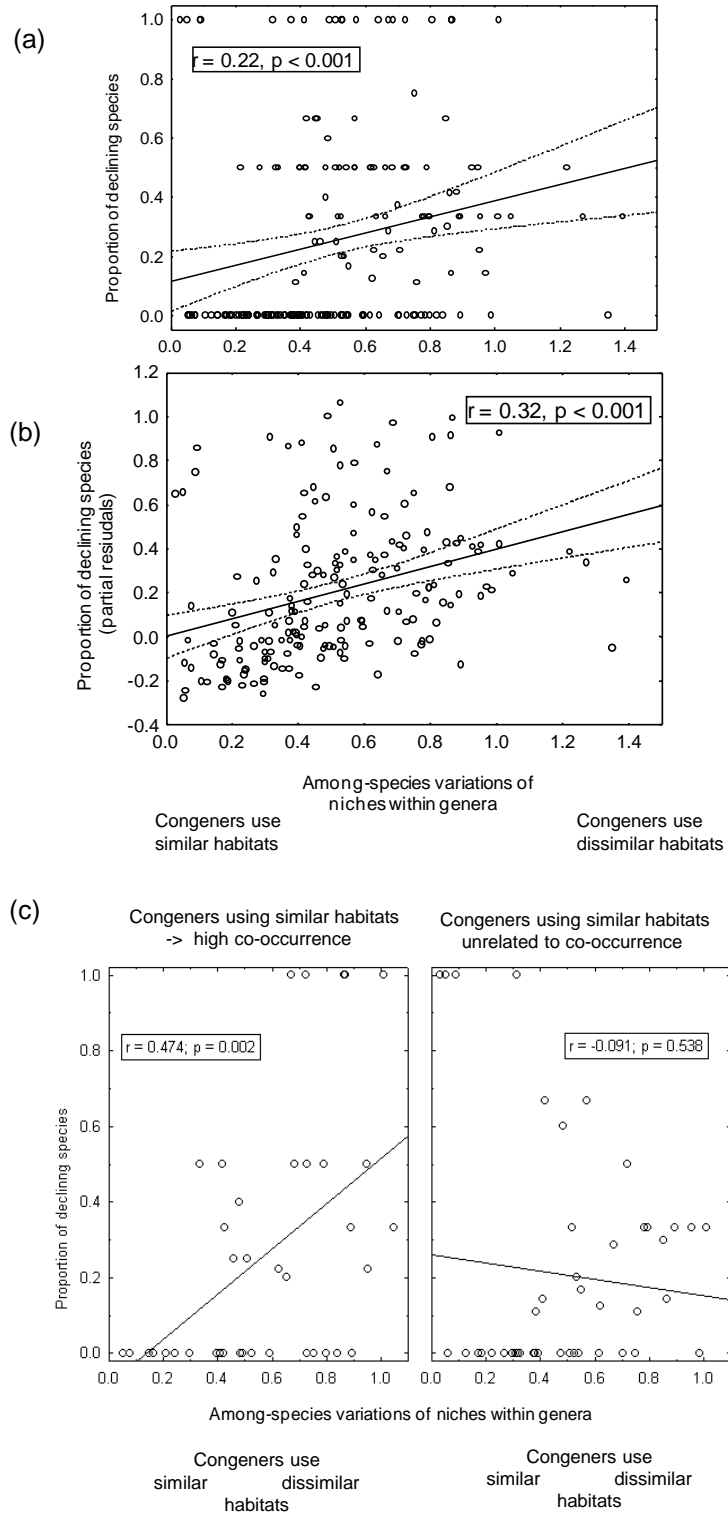 (a)
r = 0.22, p < 0.001
Proportion of declining species
1.0
0.8
0.6
0.4
0.2
0.0
0.0 0.2 0.4 0.6 0.8 1.0 1.2 1.4
(b)
r = 0.32, p < 0.001
Proportion of declining species
(partial resiudals)
1.2
1.0
0.8
0.6
0.4
0.2
0.0
-0.2
-0.4
0.0 0.2 0.4 0.6 0.8 1.0 1.2 1.4
Among-species variations of
niches within genera
Congeners use
similar habitats
Congeners use
dissimilar habitats
(c)
Congeners using similar habitats
-> high co-occurrence
Congeners using similar habitats
unrelated to co-occurrence
r = 0.474; p = 0.002
r = -0.091; p = 0.538
Proportion of declinng species
1.0
0.8
0.6
0.4
0.2
0.0
0.0 0.2 0.4 0.6 0.8 1.0
0.0 0.2 0.4 0.6 0.8 1.0
Among-species variations of niches within genera
Congeners use
similar dissimilar
habitats
Congeners use
similar dissimilar
habitats